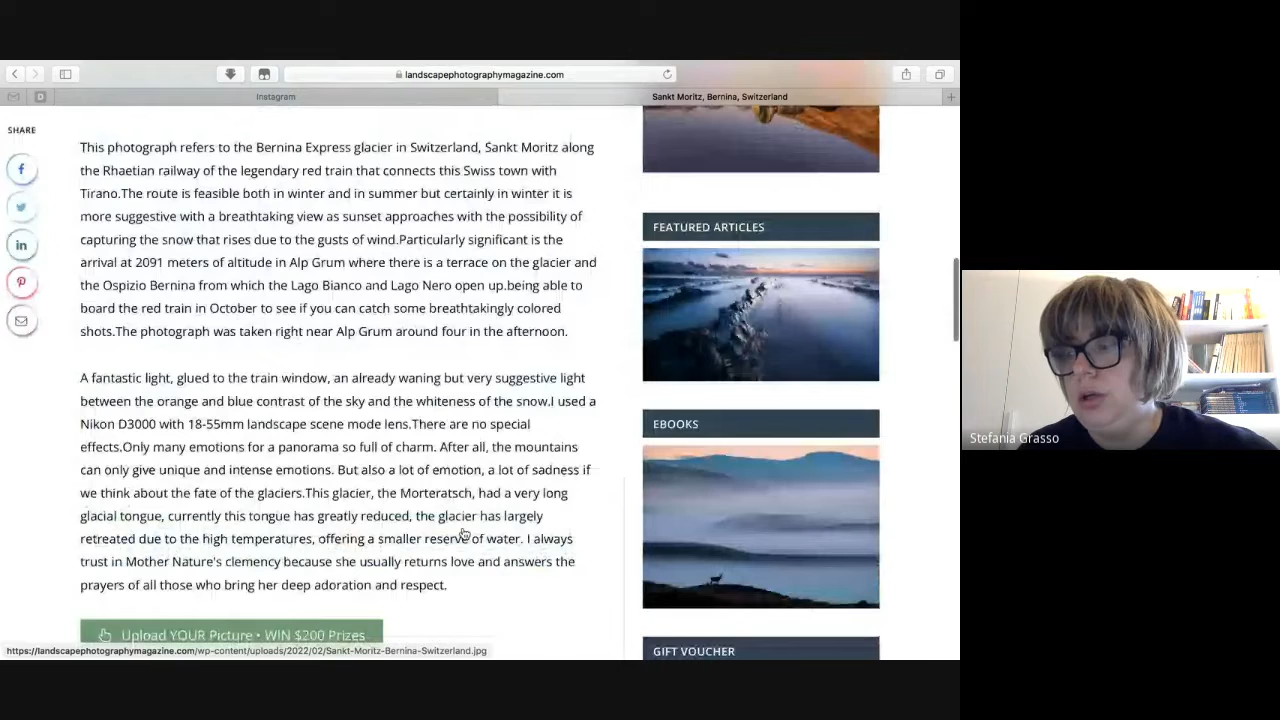 landscapephotographymagazine.com
Instagram
Sankt Moritz, Bernina, Switzerland
SHARE
This photograph refers to the Bernina Express glacier in Switzerland, Sankt Moritz along
the Rhaetian railway of the legendary red train that connects this Swiss town with
Tirano.The route is feasible both in winter and in summer but certainly in winter it is
more suggestive with a breathtaking view as sunset approaches with the possibility of
capturing the snow that rises due to the gusts of wind.Particularly significant is the
arrival at 2091 meters of altitude in Alp Grum where there is a terrace on the glacier and
the Ospizio Bernina from which the Lago Bianco and Lago Nero open up.being able to
board the red train in October to see if you can catch some breathtakingly colored
shots.The photograph was taken right near Alp Grum around four in the afternoon.
A fantastic light, glued to the train window, an already waning but very suggestive light
between the orange and blue contrast of the sky and the whiteness of the snow.I used a
Nikon D3000 with 18-55mm landscape scene mode lens.There are no special
effects.Only many emotions for a panorama so full of charm. After all, the mountains
can only give unique and intense emotions. But also a lot of emotion, a lot of sadness if
we think about the fate of the glaciers.This glacier, the Morteratsch, had a very long
glacial tongue, currently this tongue has greatly reduced, the glacier has largely
retreated due to the high temperatures, offering a smaller reserve of water. I always
trust in Mother Nature's clemency because she usually returns love and answers the
prayers of all those who bring her deep adoration and respect.
Upload YOUR Picture • WIN $200 Prizes
https://landscapephotographymagazine.com/wp-content/uploads/2022/02/Sankt-Moritz-Bernina-Switzerland.jpg
FEATURED ARTICLES
EBOOKS
GIFT VOUCHER
Stefania Grasso